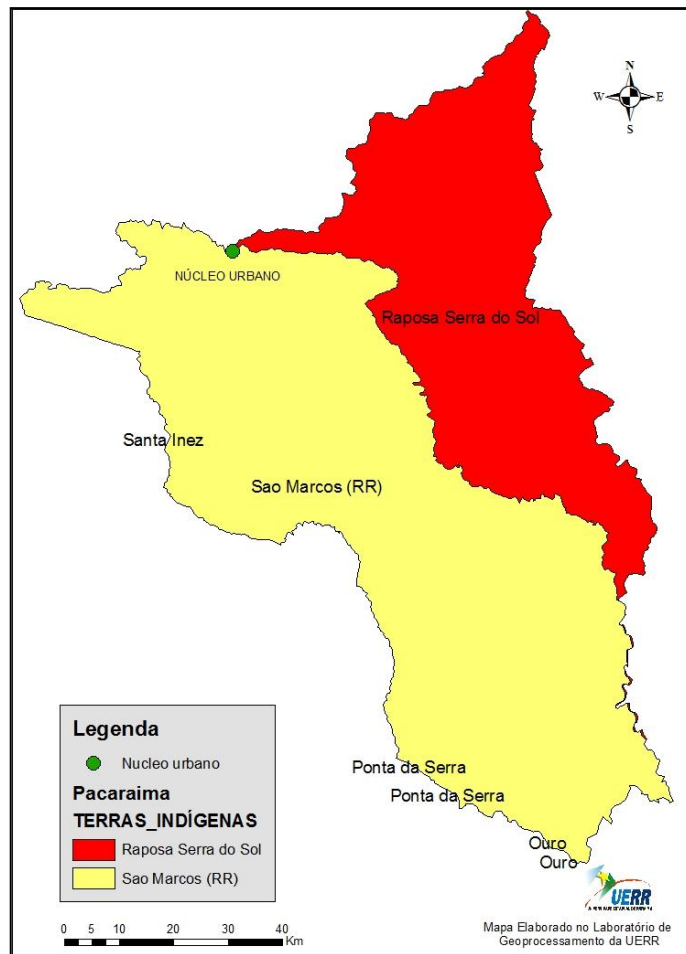 N
W E
S
NÚCLEO URBANO
Raposa Serra do Sol
Santa Inez
Sao Marcos (RR)
Ponta da Serra
Ponta da Serra
Ouro
Ouro
Legenda
Nucleo urbano
Pacaraima
TERRAS_INDÍGENAS
Raposa Serra do Sol
Sao Marcos (RR)
0 5 10 20 30 40
Km
UERR
Mapa Elaborado no Laboratório de
Geoprocessamento da UERR